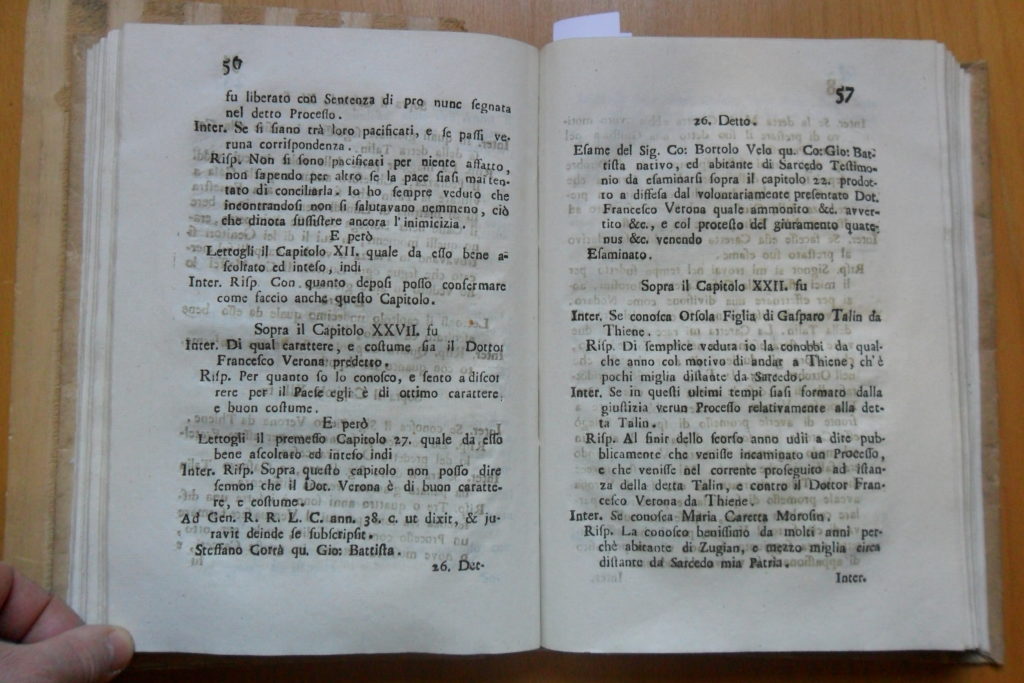 56
fu liberato con Sentenza di pro nunc segnata
nel detto Processo.
Inter. Se si siano trà loro pacificati, e se passi ve-
runa corrispondenza.
Risp. Non si sono pacificati per niente affatto,
non sapendo per altro se la pace siasi mai ten-
tato di conciliarla. Io ho sempre veduto che
incontrandosi non si salutavano nemmeno, ciò
che dinota sussistere ancora l'inimicizia.
E però
Lettogli il Capitolo XII. quale da esso bene a-
scoltato ed inteso, indi
Inter. Risp. Con quanto deposi posso confermare
come faccio anche questo Capitolo.
Sopra il Capitolo XXVII. fu
Inter. Di qual carattere, e costume sia il Dottor
Francesco Verona predetto.
Risp. Per quanto so lo conosco, e sento a discor
rere per il Paese egli è di ottimo carattere,
e buon costume.
E però
Lettogli il premesso Capitolo 27. quale da esso
bene ascoltato ed inteso indi
Inter. Risp. Sopra questo capitolo non posso dire
sennon che il Dot. Verona è di buon caratte-
re, e costume.
Ad Gen. R. R. L. C. ann. 38. c. ut dixit, & ju-
ravit deinde se subscripsit.
Steffano Cortà qu. Gio: Battista.
26. Det-
57
26. Detto.
Esame del Sig. Co: Bortolo Velo qu. Co: Gio: Bat-
tista nativo, ed abitante di Sarcedo Testimo-
nio da esaminarsi sopra il capitolo 22. prodot-
to a diffesa dal volontariamente presentato Dot.
Francesco Verona quale ammonito &c. avver-
tito &c., e col processo del giuramento quate-
nus &c. venendo
Esaminato.
Sopra il Capitolo XXII. fu
Inter. Se conosca Orsola Figlia di Gasparo Talin da
Thiene.
Risp. Di semplice veduta io la conobbi da qual-
che anno col motivo di andar a Thiene, ch'è
pochi miglia distante da Sarcedo.
Inter. Se in questi ultimi tempi siasi formato dalla
giustizia verun Processo relativamente alla det-
ta Talin.
Risp. Al finir dello scorso anno udii a dire pub-
blicamente che venisse incaminato un Processo,
e che venisse nel corrente proseguito ad istan-
za della detta Talin, e contro il Dottor Fran-
cesco Verona da Thiene.
Inter. Se conosca Maria Caretta Morosin.
Risp. La conosco benissimo da molti anni per-
chè abitante di Zugian, e mezzo miglia circa
distante da Sarcedo mia Patria.
Inter.